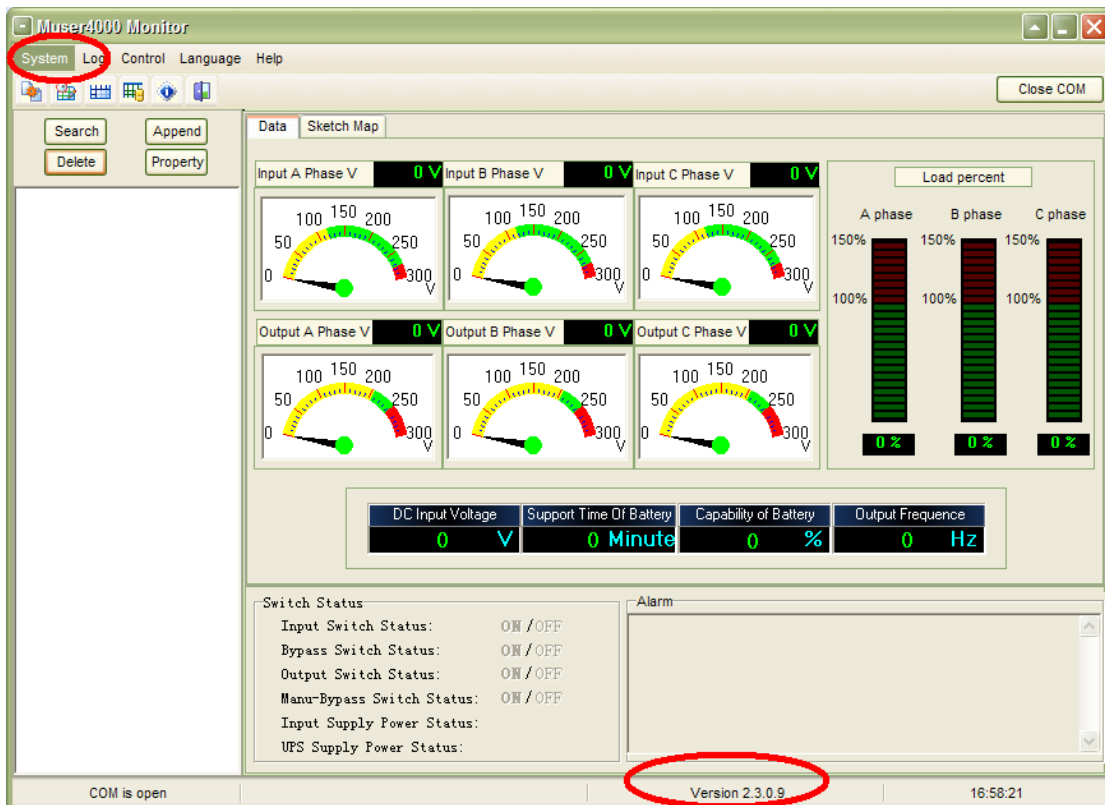 Muser4000 Monitor
System Log Control Language Help
Close COM
Search Append
Delete Property
Data Sketch Map
Input A Phase V 0 V Input B Phase V 0 V Input C Phase V 0 V
0 50 100 150 200 250 300 V
0 50 100 150 200 250 300 V
0 50 100 150 200 250 300 V
Output A Phase V 0 V Output B Phase V 0 V Output C Phase V 0 V
0 50 100 150 200 250 300 V
0 50 100 150 200 250 300 V
0 50 100 150 200 250 300 V
Load percent
A phase B phase C phase
150% 150% 150%
100% 100% 100%
0 % 0 % 0 %
DC Input Voltage Support Time Of Battery Capability of Battery Output Frequence
0 V 0 Minute 0 % 0 Hz
Switch Status
Input Switch Status: ON / OFF
Bypass Switch Status: ON / OFF
Output Switch Status: ON / OFF
Manu-Bypass Switch Status: ON / OFF
Input Supply Power Status:
UPS Supply Power Status:
Alarm
COM is open Version 2.3.0.9 16:58:21